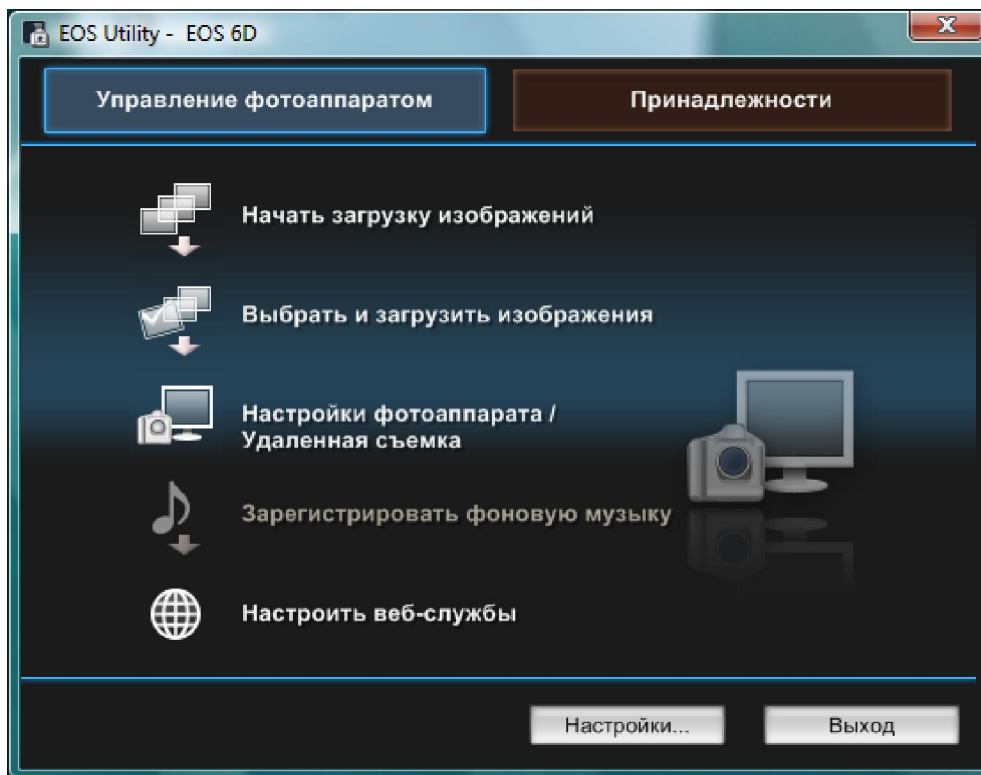 EOS Utility - EOS 6D
Управление фотоаппаратом
Принадлежности
Начать загрузку изображений
Выбрать и загрузить изображения
Настройки фотоаппарата /
Удаленная съемка
Зарегистрировать фоновую музыку
Настроить веб-службы
Настройки...
Выход